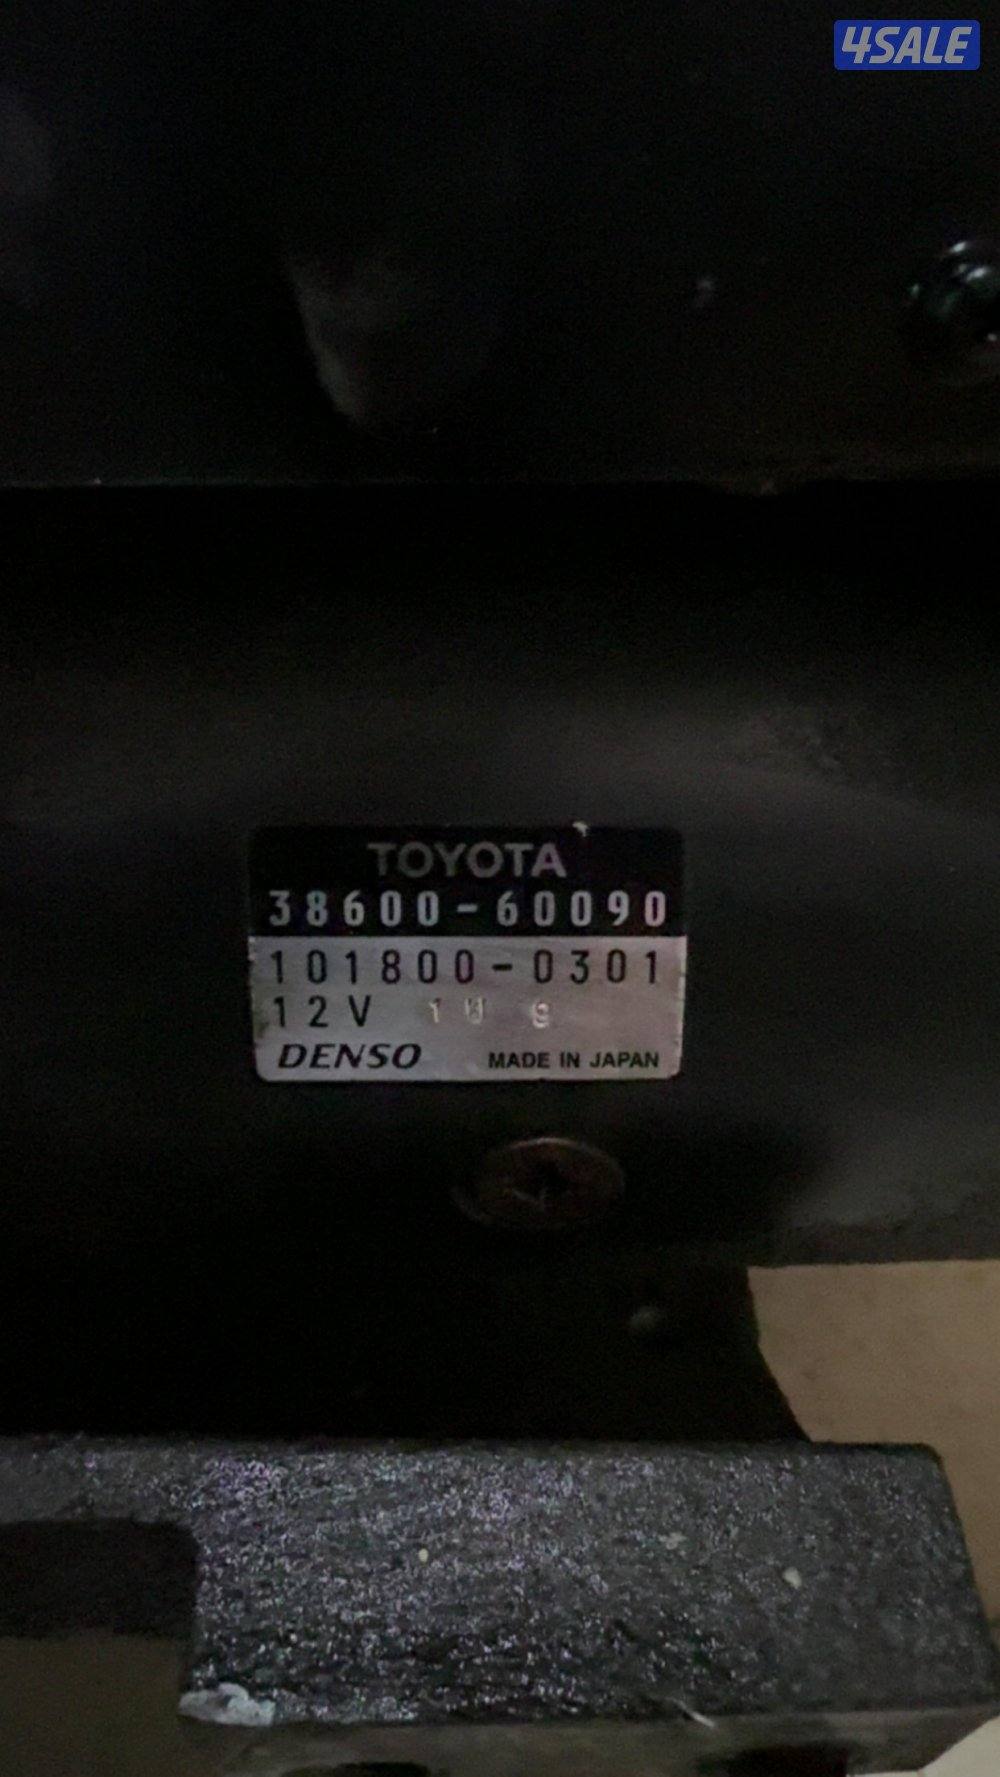 4SALE
TOYOTA
38600-60090
101800-0301
12V
DENSO MADE IN JAPAN